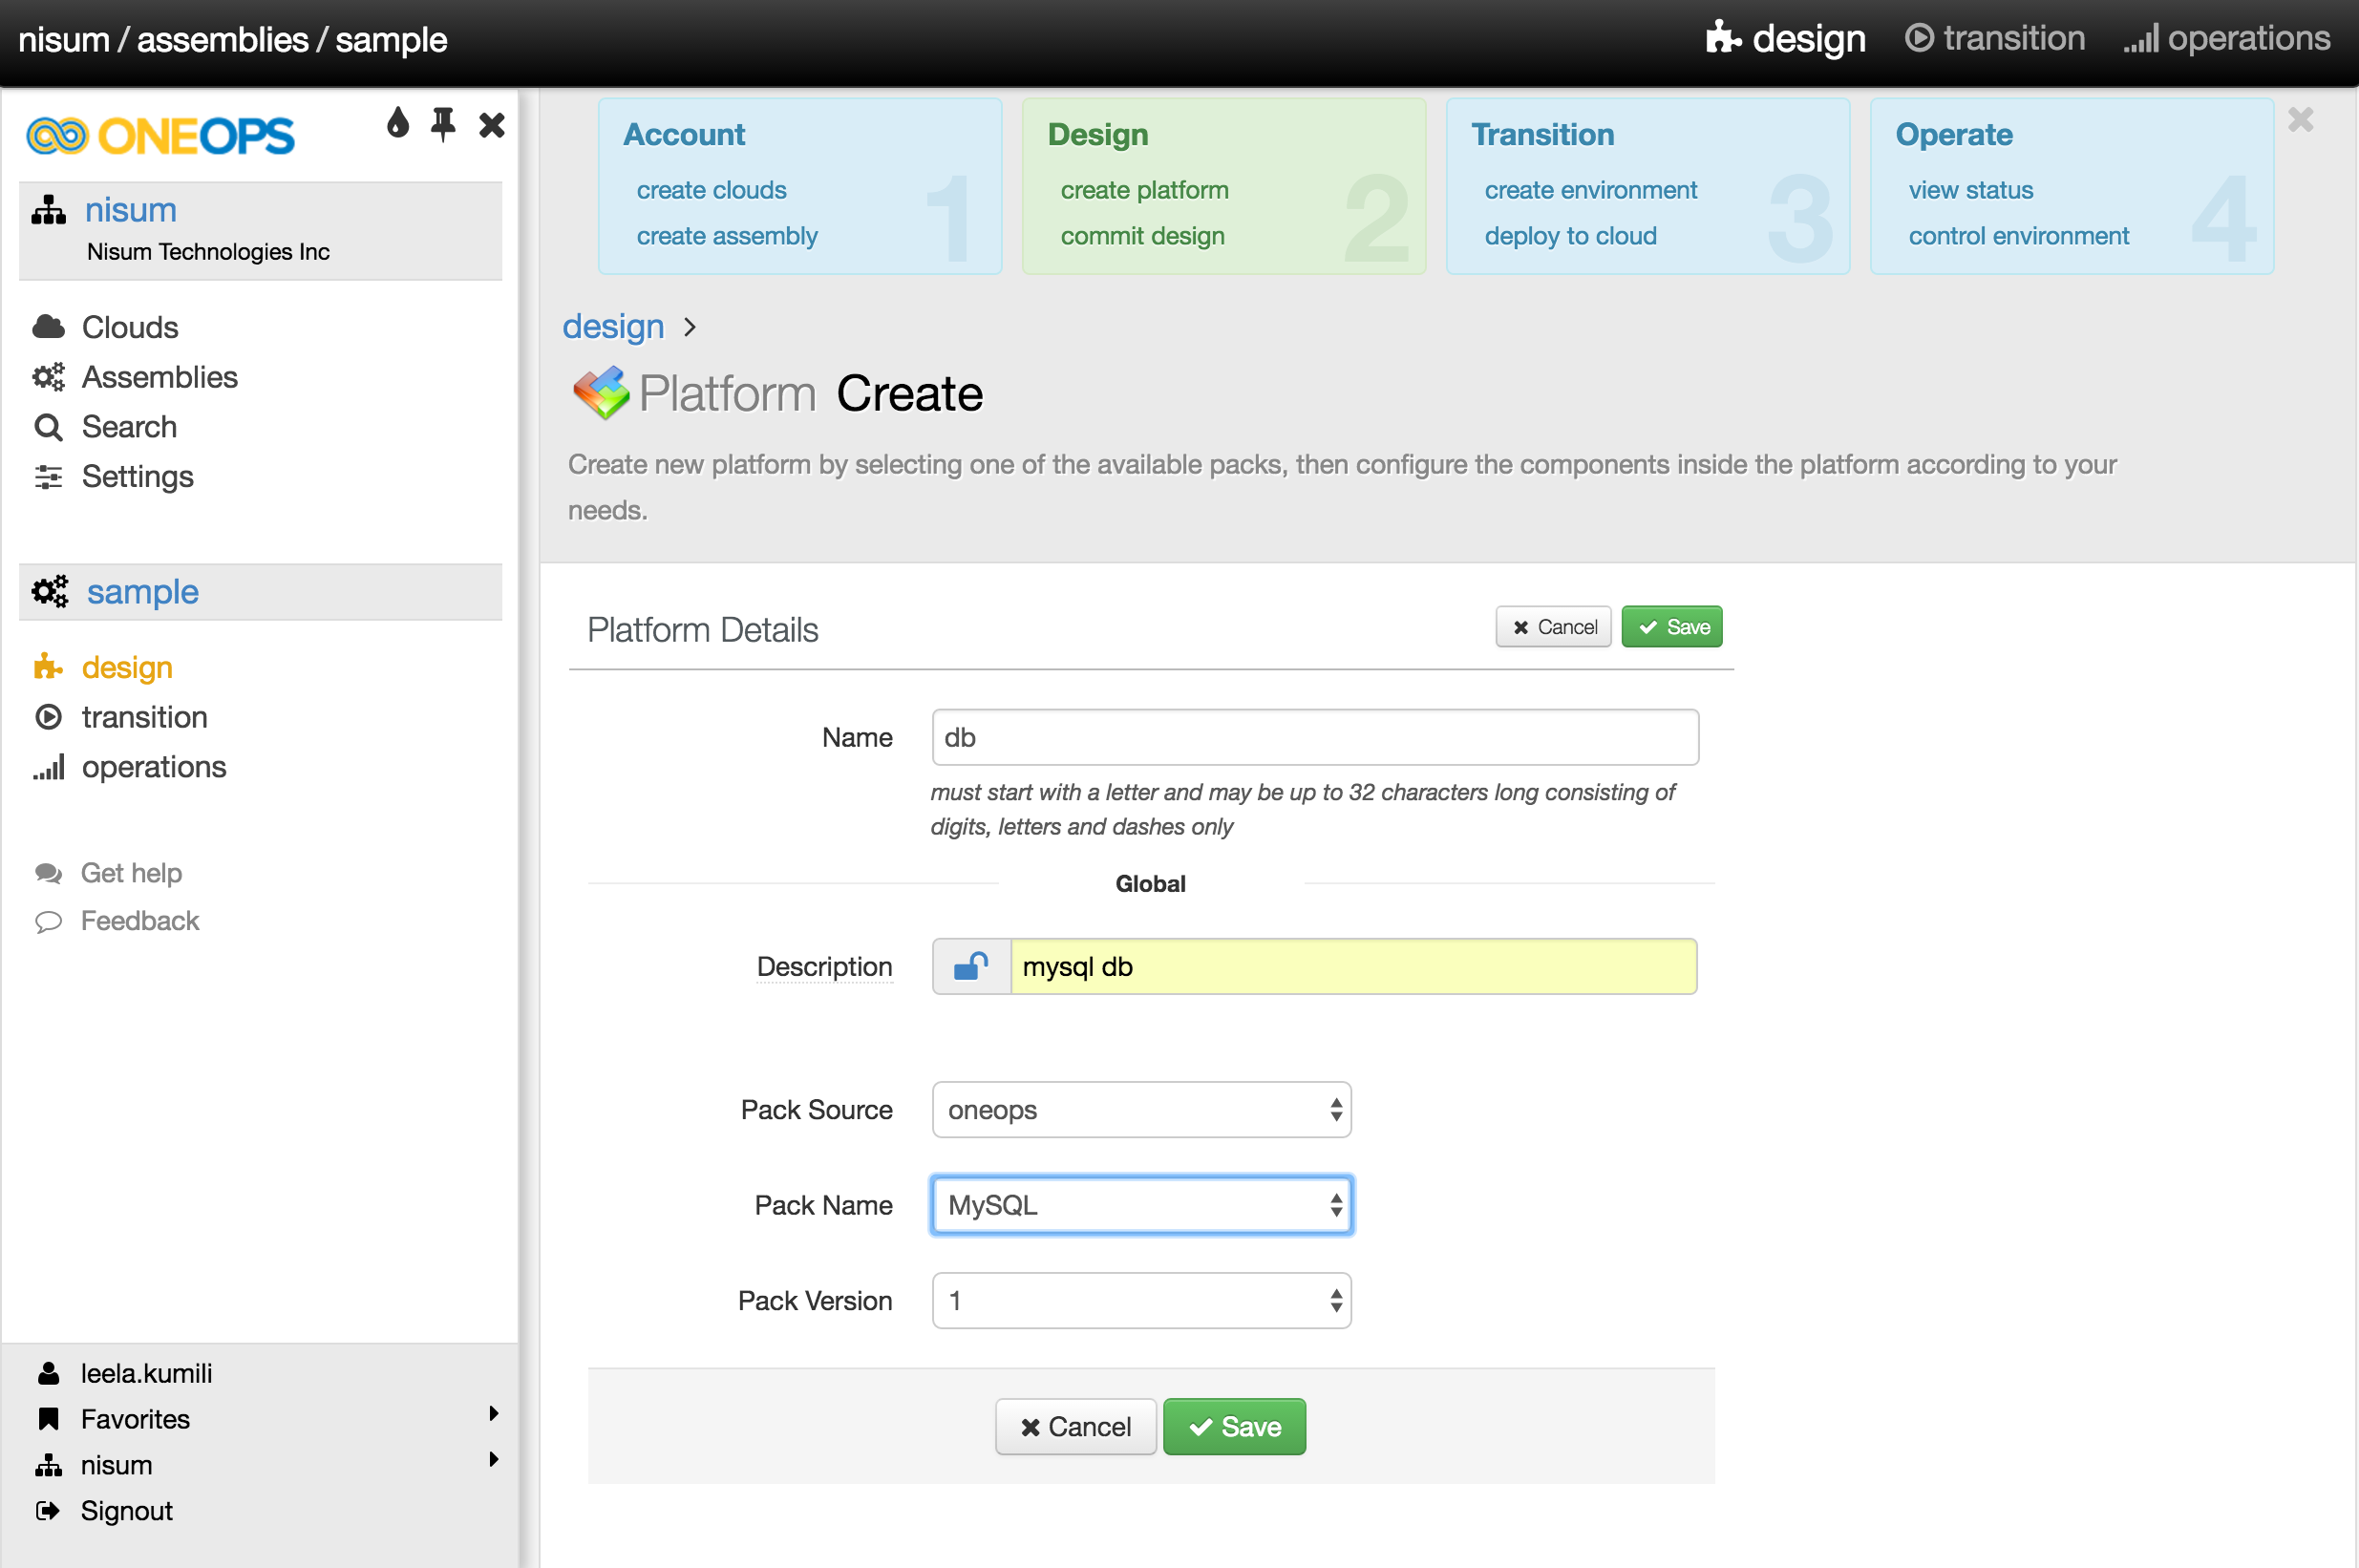 nisum / assemblies / sample
design
transition
operations
ONEOPS
nisum
Nisum Technologies Inc
Clouds
Assemblies
Search
Settings
sample
design
transition
operations
Get help
Feedback
leela.kumili
Favorites
nisum
Signout
Account
create clouds
create assembly
1
Design
create platform
commit design
2
Transition
create environment
deploy to cloud
3
Operate
view status
control environment
4
design >
Platform Create
Create new platform by selecting one of the available packs, then configure the components inside the platform according to your
needs.
Platform Details
Cancel
Save
Name
db
must start with a letter and may be up to 32 characters long consisting of
digits, letters and dashes only
Global
Description
mysql db
Pack Source
oneops
Pack Name
MySQL
Pack Version
1
Cancel
Save